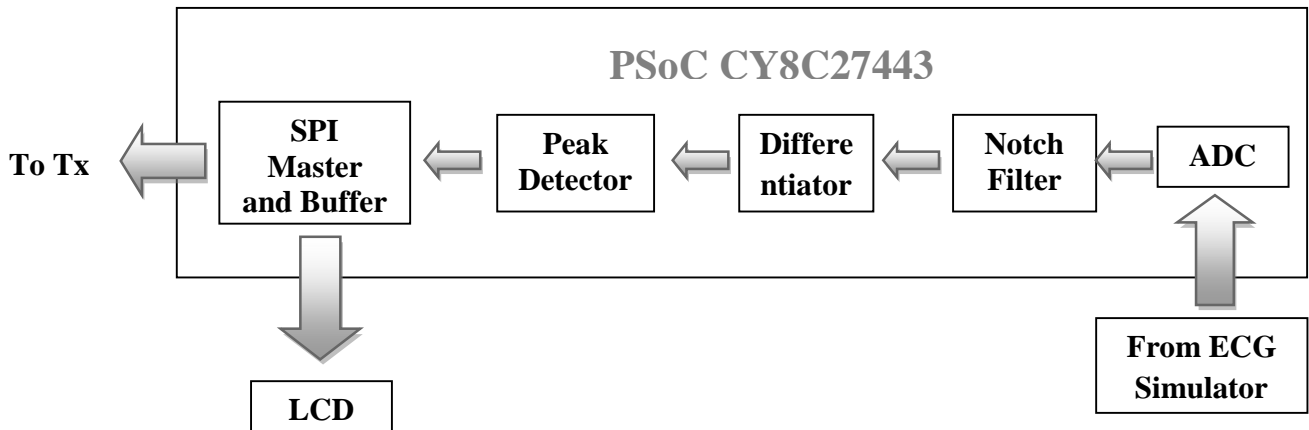 PSoC CY8C27443
To Tx
SPI
Master
and Buffer
Peak
Detector
Differe
ntiator
Notch
Filter
ADC
LCD
From ECG
Simulator